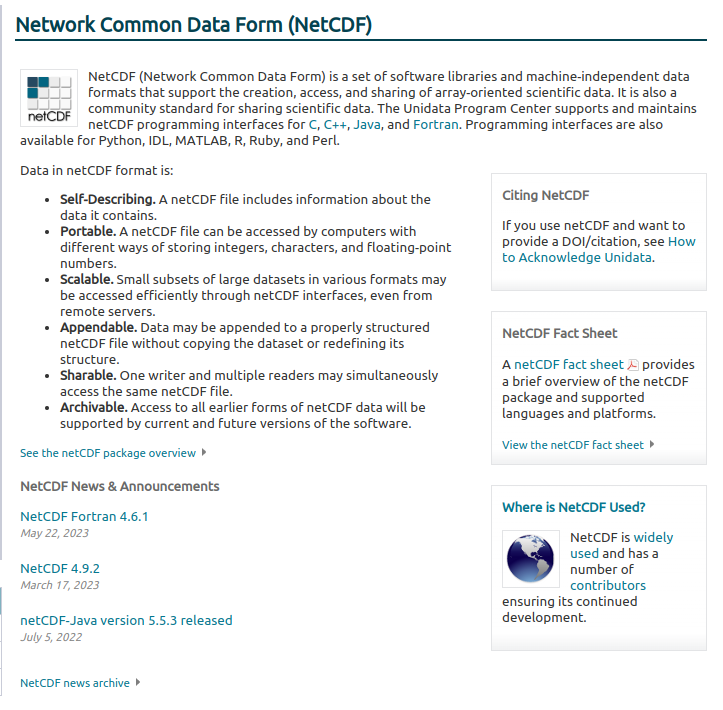 Network Common Data Form (NetCDF)
netCDF
NetCDF (Network Common Data Form) is a set of software libraries and machine-independent data
formats that support the creation, access, and sharing of array-oriented scientific data. It is also a
community standard for sharing scientific data. The Unidata Program Center supports and maintains
netCDF programming interfaces for C, C++, Java, and Fortran. Programming interfaces are also
available for Python, IDL, MATLAB, R, Ruby, and Perl.
Data in netCDF format is:
• Self-Describing. A netCDF file includes information about the
data it contains.
• Portable. A netCDF file can be accessed by computers with
different ways of storing integers, characters, and floating-point
numbers.
• Scalable. Small subsets of large datasets in various formats may
be accessed efficiently through netCDF interfaces, even from
remote servers.
• Appendable. Data may be appended to a properly structured
netCDF file without copying the dataset or redefining its
structure.
• Sharable. One writer and multiple readers may simultaneously
access the same netCDF file.
• Archivable. Access to all earlier forms of netCDF data will be
supported by current and future versions of the software.
See the netCDF package overview
NetCDF News & Announcements
NetCDF Fortran 4.6.1
May 22, 2023
NetCDF 4.9.2
March 17, 2023
netCDF-Java version 5.5.3 released
July 5, 2022
NetCDF news archive
Citing NetCDF
If you use netCDF and want to
provide a DOI/citation, see How
to Acknowledge Unidata.
NetCDF Fact Sheet
A netCDF fact sheet provides
a brief overview of the netCDF
package and supported
languages and platforms.
View the netCDF fact sheet
Where is NetCDF Used?
NetCDF is widely
used and has a
number of
contributors
ensuring its continued
development.